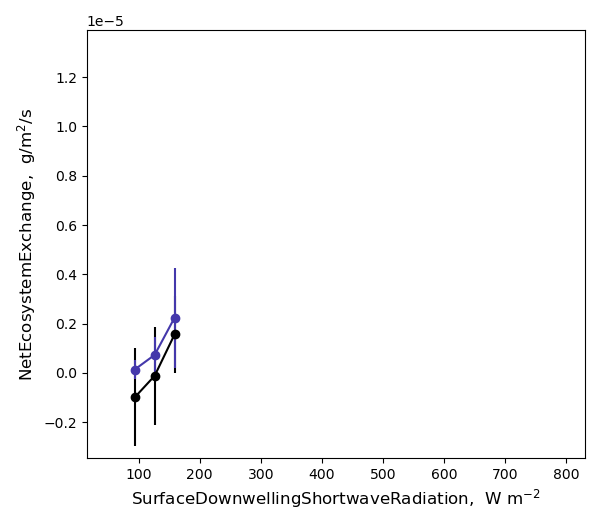 1e−5
1.2
1.0
0.8
0.6
0.4
0.2
0.0
−0.2
NetEcosystemExchange, g/m²/s
100 200 300 400 500 600 700 800
SurfaceDownwellingShortwaveRadiation, W m⁻²